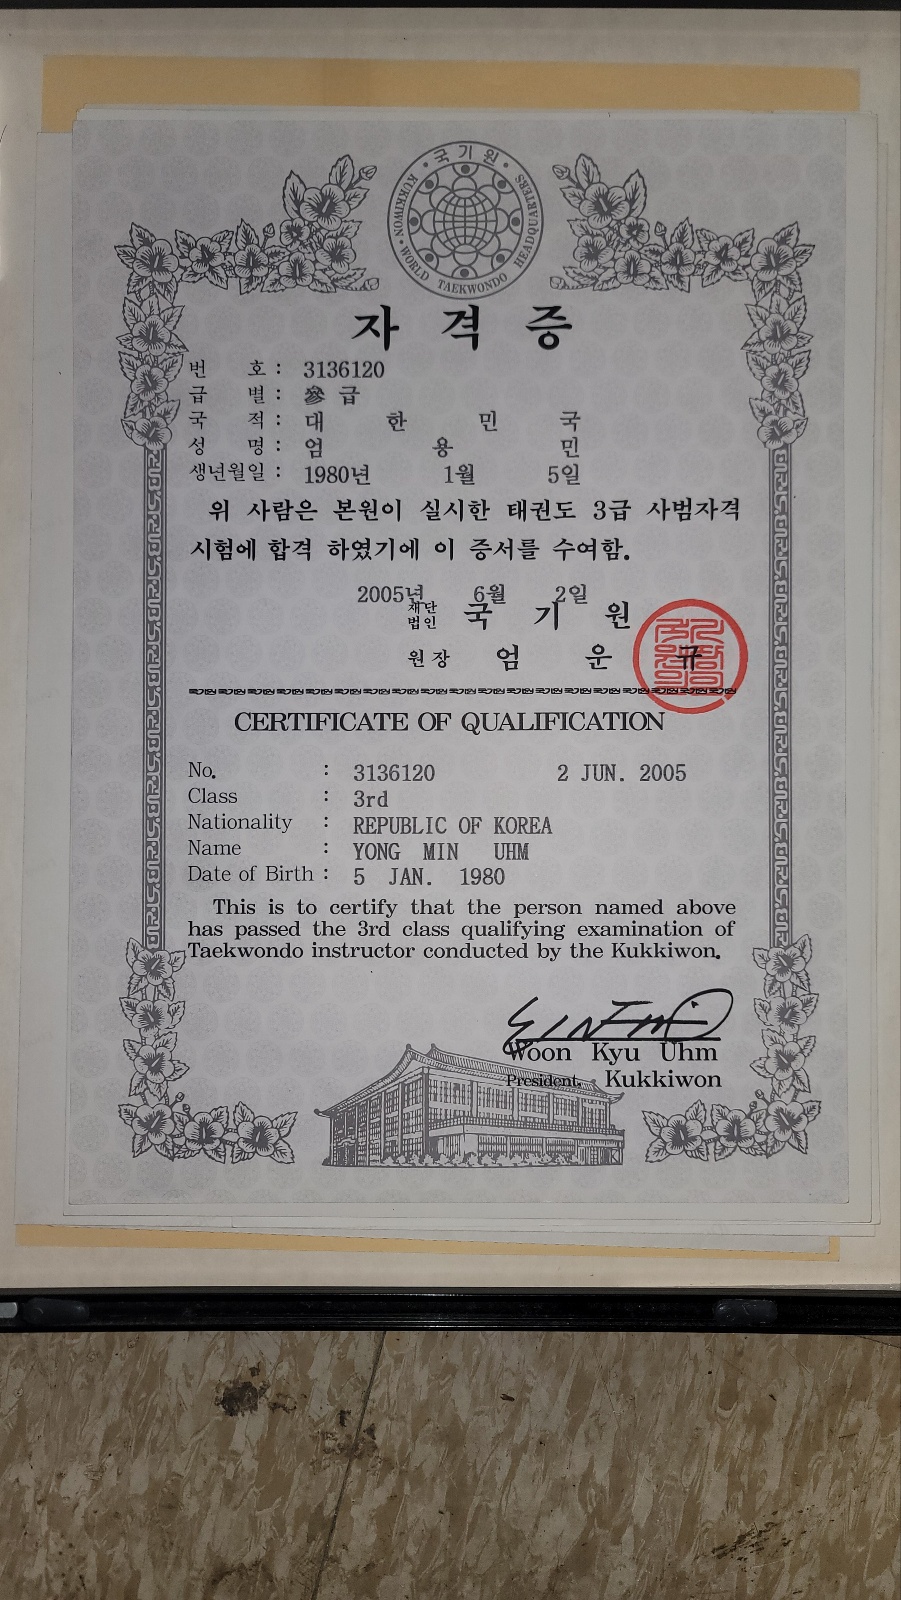 국기원
KUKKIWON · WORLD TAEKWONDO HEADQUARTERS
자 격 증
번 호 : 3136120
급 별 : 參 급
국 적 : 대 한 민 국
성 명 : 엄 용 민
생년월일 : 1980년 1월 5일
위 사람은 본원이 실시한 태권도 3급 사범자격
시험에 합격 하였기에 이 증서를 수여함.
2005년 6월 2일
재단법인 국 기 원
원장 엄 운 규
CERTIFICATE OF QUALIFICATION
No. : 3136120 2 JUN. 2005
Class : 3rd
Nationality : REPUBLIC OF KOREA
Name : YONG MIN UHM
Date of Birth : 5 JAN. 1980
This is to certify that the person named above
has passed the 3rd class qualifying examination of
Taekwondo instructor conducted by the Kukkiwon.
Woon Kyu Uhm
President. Kukkiwon